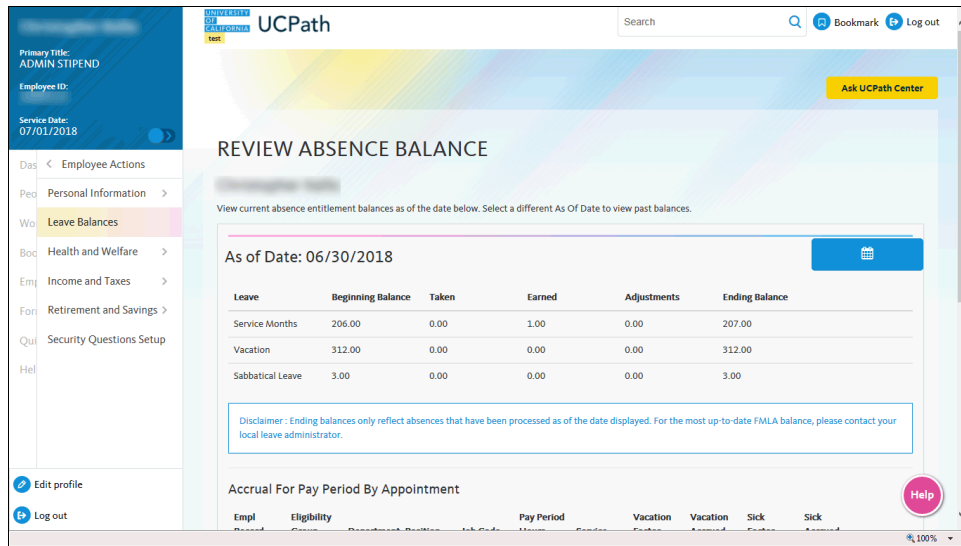 UNIVERSITY
OF
CALIFORNIA
test
UCPath
Search
Bookmark
Log out
Primary Title:
ADMIN STIPEND
Employee ID:
Service Date:
07/01/2018
Ask UCPath Center
Das
Peo
Wo
Boo
Emp
For
Qui
Hel
Employee Actions
Personal Information
Leave Balances
Health and Welfare
Income and Taxes
Retirement and Savings
Security Questions Setup
Edit profile
Log out
REVIEW ABSENCE BALANCE
View current absence entitlement balances as of the date below. Select a different As Of Date to view past balances.
As of Date: 06/30/2018
Leave Beginning Balance Taken Earned Adjustments Ending Balance
Service Months 206.00 0.00 1.00 0.00 207.00
Vacation 312.00 0.00 0.00 0.00 312.00
Sabbatical Leave 3.00 0.00 0.00 0.00 3.00
Disclaimer : Ending balances only reflect absences that have been processed as of the date displayed. For the most up-to-date FMLA balance, please contact your
local leave administrator.
Accrual For Pay Period By Appointment
Empl Eligibility Pay Period Vacation Vacation Sick Sick
Help
100%